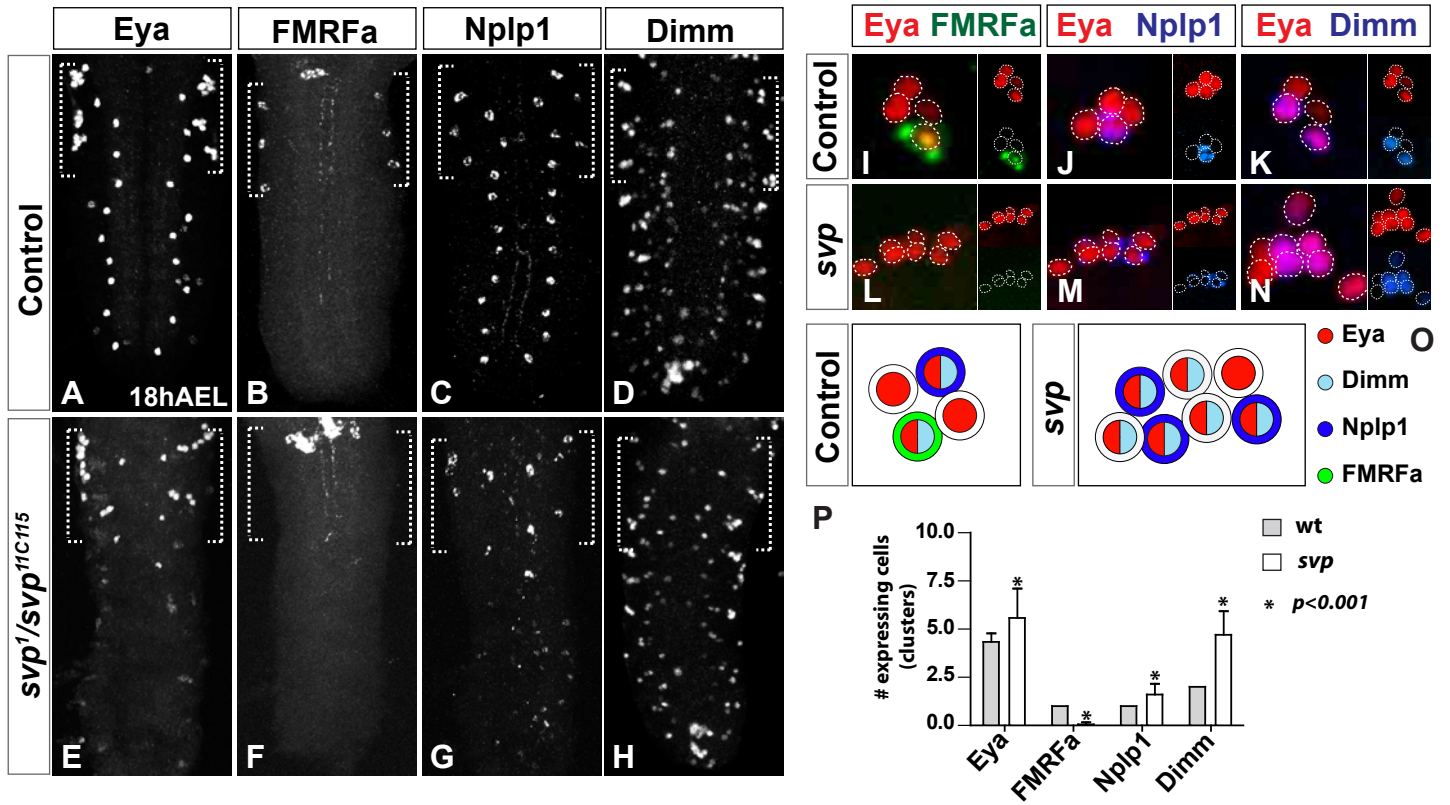 Eya
FMRFa
Nplp1
Dimm
Control
A
18hAEL
B
C
D
svp1/svp11C115
E
F
G
H
Eya FMRFa
Eya Nplp1
Eya Dimm
Control
I
J
K
svp
L
M
N
O
Control
svp
Eya
Dimm
Nplp1
FMRFa
P
# expressing cells
(clusters)
10.0
7.5
5.0
2.5
0.0
*
*
*
*
Eya
FMRFa
Nplp1
Dimm
wt
svp
* p<0.001